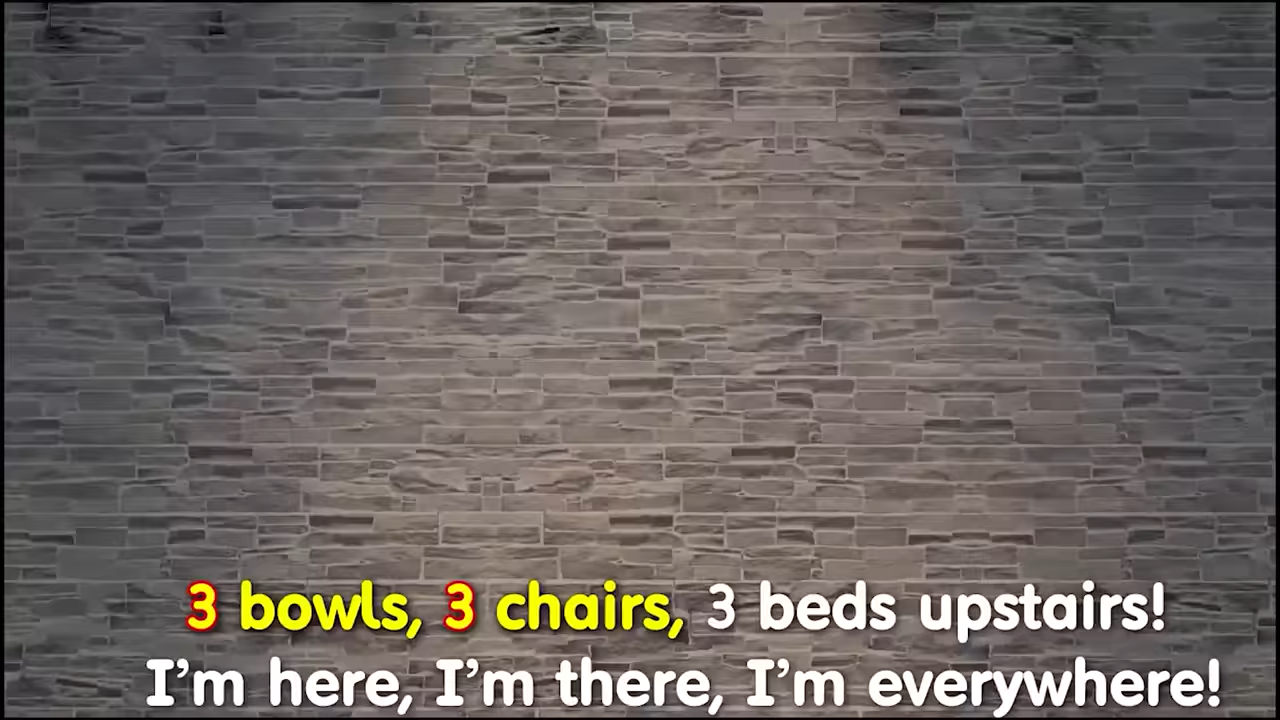 3 bowls, 3 chairs, 3 beds upstairs!
I'm here, I'm there, I'm everywhere!